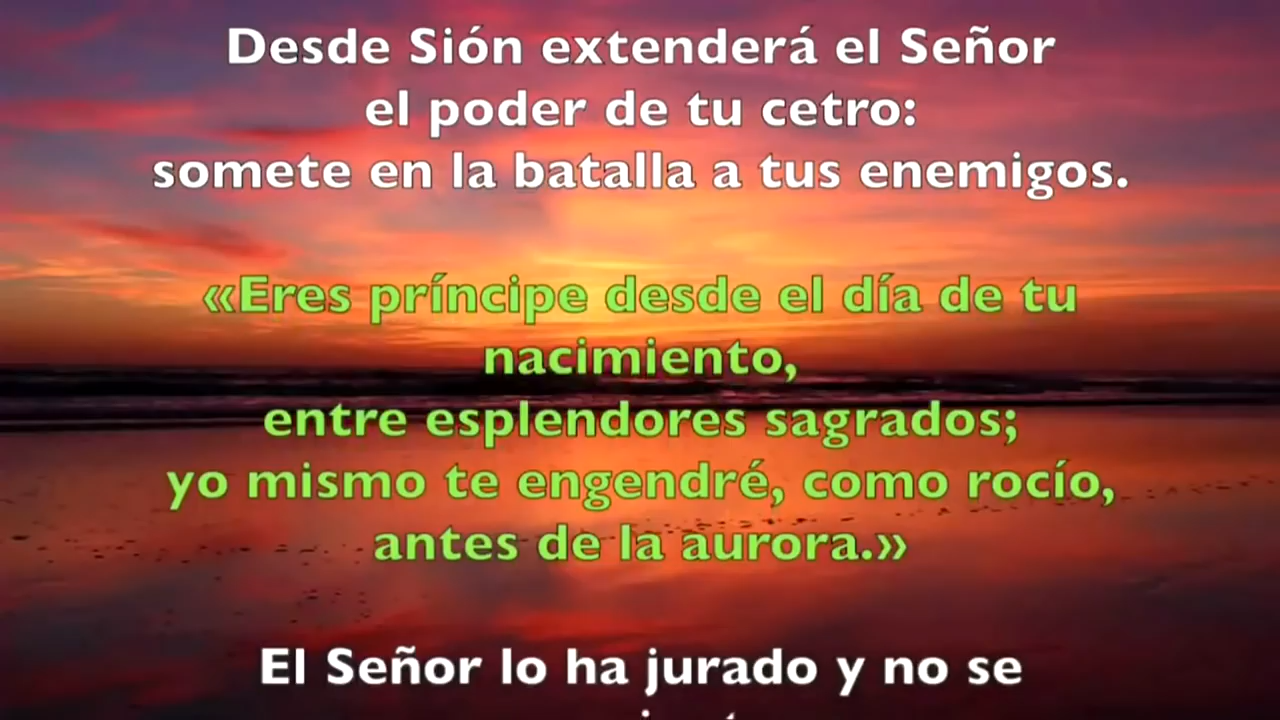 Desde Sión extenderá el Señor
el poder de tu cetro:
somete en la batalla a tus enemigos.
«Eres príncipe desde el día de tu
nacimiento,
entre esplendores sagrados;
yo mismo te engendré, como rocío,
antes de la aurora.»
El Señor lo ha jurado y no se